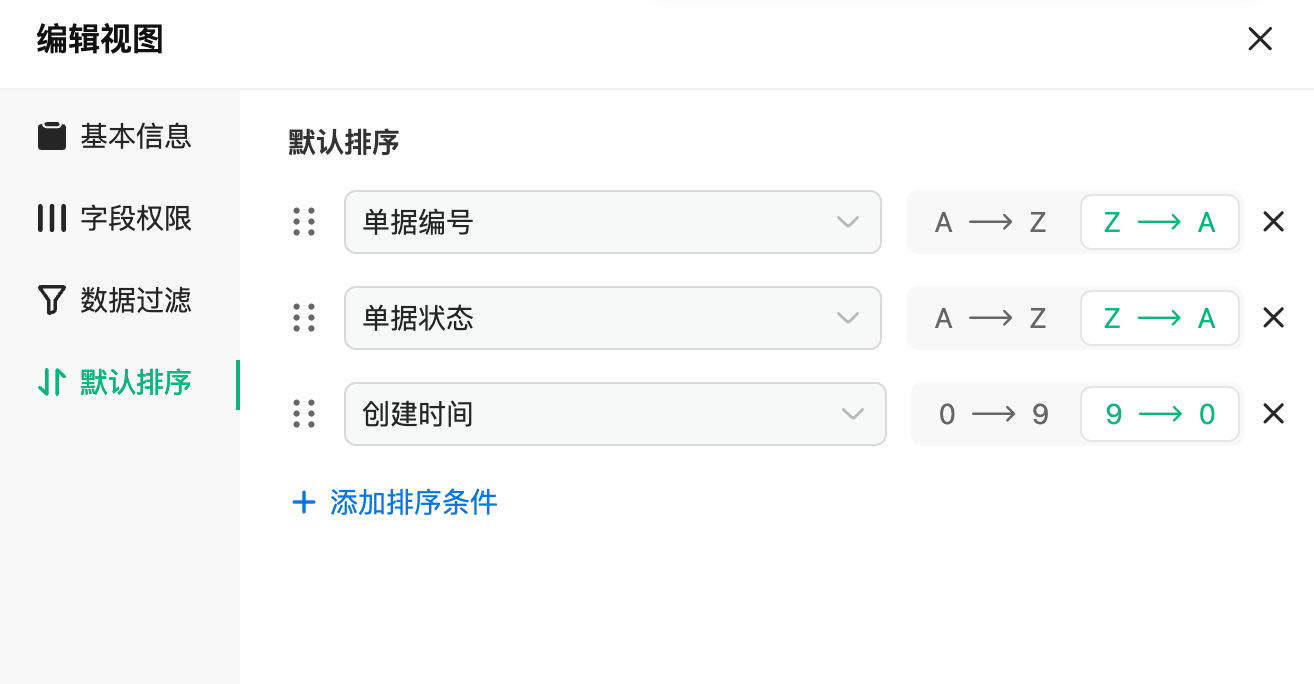 编辑视图
基本信息
字段权限
数据过滤
默认排序
默认排序
单据编号 A → Z Z → A
单据状态 A → Z Z → A
创建时间 0 → 9 9 → 0
+ 添加排序条件